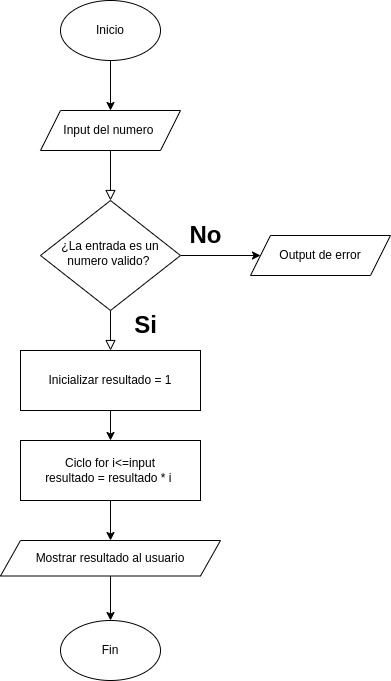 Inicio
Input del numero
¿La entrada es un
numero valido?
No
Output de error
Si
Inicializar resultado = 1
Ciclo for i<=input
resultado = resultado * i
Mostrar resultado al usuario
Fin